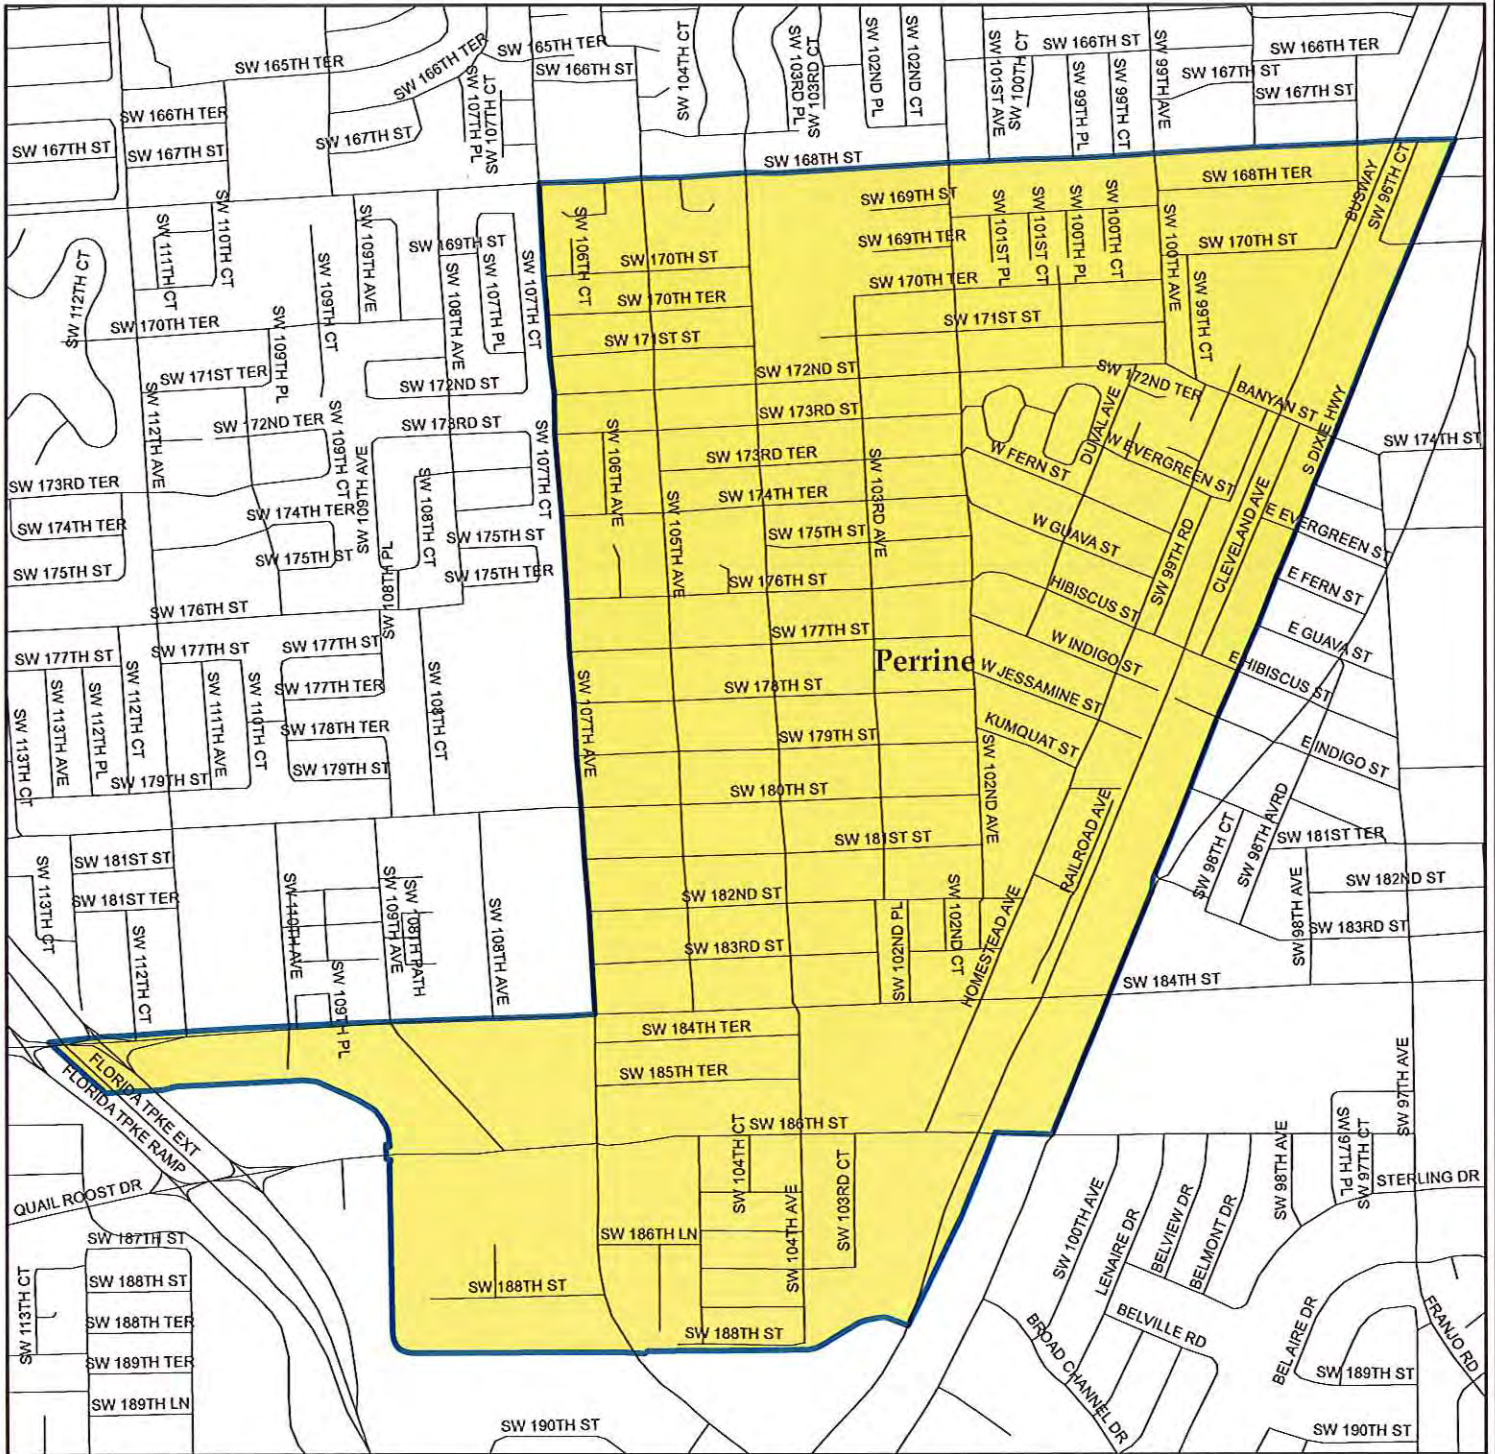 SW 165TH TER
SW 166TH TER
SW 165TH TER
SW 166TH ST
SW 104TH CT
SW 103RD PL
SW 103RD CT
SW 102ND PL
SW 102ND CT
SW 101ST AVE
SW 100TH CT
SW 166TH ST
SW 99TH PL
SW 99TH CT
SW 99TH AVE
SW 166TH TER
SW 167TH ST
SW 167TH ST
SW 166TH TER
SW 167TH ST
SW 167TH ST
SW 167TH ST
SW 107TH PL
SW 107TH CT
SW 168TH ST
SW 168TH TER
BUSWAY
SW 96TH CT
SW 111TH CT
SW 110TH CT
SW 109TH CT
SW 109TH AVE
SW 169TH ST
SW 108TH AVE
SW 107TH PL
SW 107TH CT
SW 106TH CT
SW 170TH ST
SW 170TH TER
SW 171ST ST
SW 169TH ST
SW 169TH TER
SW 170TH TER
SW 171ST ST
SW 101ST PL
SW 101ST CT
SW 100TH PL
SW 100TH CT
SW 100TH AVE
SW 99TH CT
SW 170TH ST
SW 112TH CT
SW 170TH TER
SW 109TH PL
SW 171ST TER
SW 172ND ST
SW 172ND ST
SW 172ND TER
BANYAN ST
S DIXIE HWY
SW 112TH AVE
SW 172ND TER
SW 109TH CT
SW 109TH AVE
SW 173RD ST
SW 108TH CT
SW 107TH CT
SW 106TH AVE
SW 173RD ST
SW 173RD TER
SW 174TH TER
SW 175TH ST
SW 103RD AVE
SW 105TH AVE
DUVAL AVE
W EVERGREEN ST
W FERN ST
W GUAVA ST
SW 99TH RD
CLEVELAND AVE
SW 174TH ST
SW 173RD TER
SW 174TH TER
SW 174TH TER
SW 175TH ST
SW 175TH ST
SW 175TH ST
SW 175TH TER
SW 108TH PL
SW 176TH ST
SW 176TH ST
HIBISCUS ST
E EVERGREEN ST
E FERN ST
E GUAVA ST
E HIBISCUS ST
E INDIGO ST
SW 177TH ST
SW 177TH ST
SW 177TH ST
SW 177TH TER
SW 178TH TER
SW 179TH ST
SW 179TH ST
SW 113TH CT
SW 113TH AVE
SW 112TH PL
SW 112TH CT
SW 111TH AVE
SW 110TH CT
SW 108TH CT
SW 107TH AVE
SW 177TH ST
Perrine
SW 178TH ST
SW 179TH ST
SW 180TH ST
SW 181ST ST
W INDIGO ST
W JESSAMINE ST
KUMQUAT ST
SW 102ND AVE
RAILROAD AVE
SW 98TH CT
SW 98TH AVRD
SW 181ST TER
SW 182ND ST
SW 183RD ST
SW 98TH AVE
SW 181ST ST
SW 181ST TER
SW 113TH CT
SW 112TH CT
SW 110TH AVE
SW 109TH PL
SW 109TH AVE
SW 108TH PATH
SW 108TH AVE
SW 182ND ST
SW 183RD ST
SW 102ND PL
SW 102ND CT
HOMESTEAD AVE
SW 184TH ST
SW 184TH TER
SW 185TH TER
SW 186TH ST
SW 97TH AVE
FLORIDA TPKE EXT
FLORIDA TPKE RAMP
QUAIL ROOST DR
SW 104TH CT
SW 103RD CT
SW 104TH AVE
SW 186TH LN
SW 188TH ST
SW 188TH ST
SW 100TH AVE
LENAIRE DR
BELVIEW DR
BELMONT DR
SW 98TH AVE
SW 97TH PL
SW 97TH CT
STERLING DR
SW 187TH ST
SW 188TH ST
SW 188TH TER
SW 189TH TER
SW 189TH LN
SW 113TH CT
BELVILLE RD
BROAD CHANNEL DR
BEL AIRE DR
FRANJO RD
SW 189TH ST
SW 190TH ST
SW 190TH ST